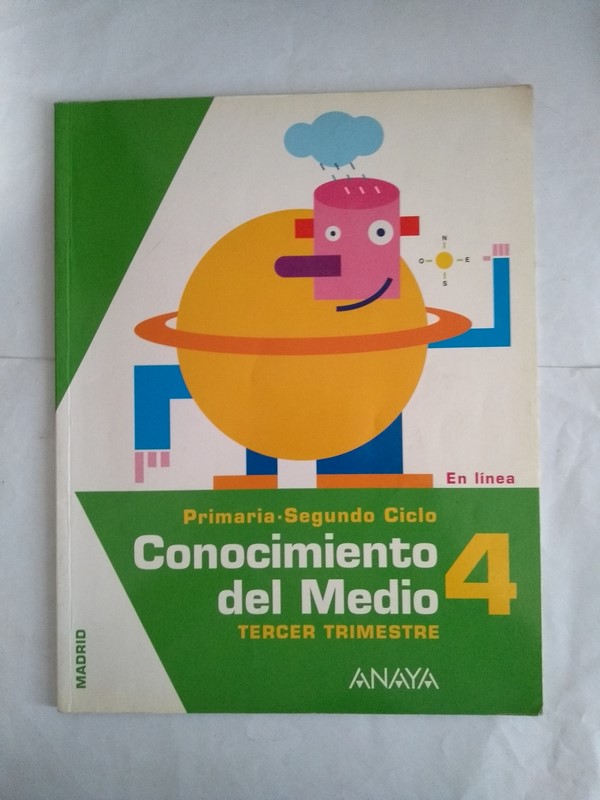 N
O E
S
En línea
Primaria·Segundo Ciclo
Conocimiento
del Medio
4
TERCER TRIMESTRE
MADRID
ANAYA